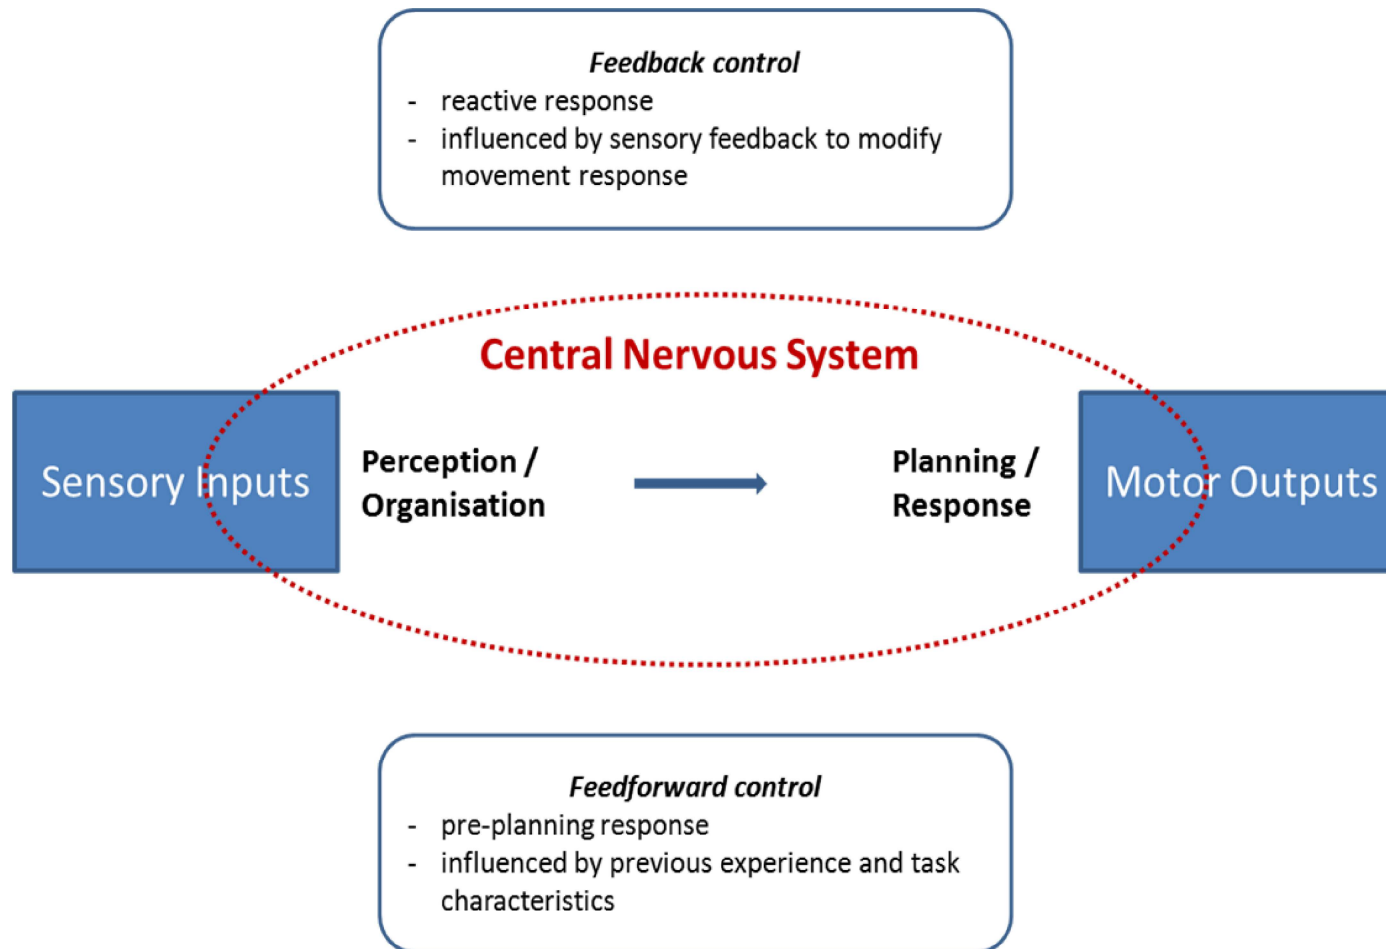 Feedback control
- reactive response
- influenced by sensory feedback to modify
movement response
Central Nervous System
Sensory Inputs
Perception /
Organisation
Planning /
Response
Motor Outputs
Feedforward control
- pre-planning response
- influenced by previous experience and task
characteristics